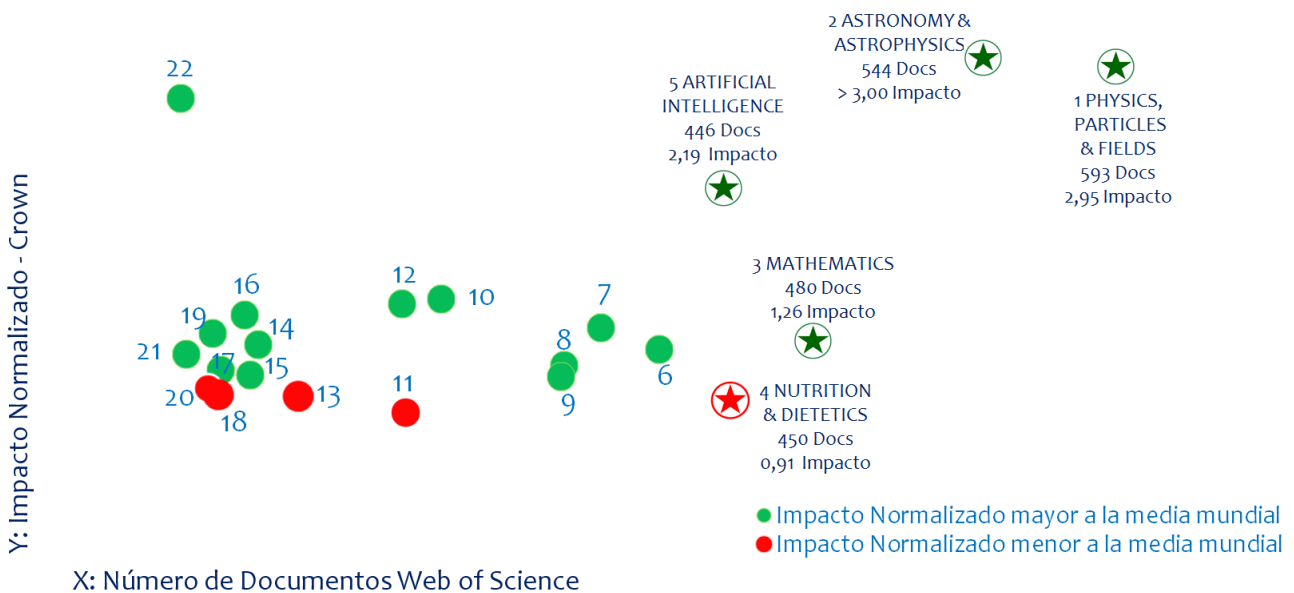 2 ASTRONOMY &
ASTROPHYSICS
544 Docs
> 3,00 Impacto
22
5 ARTIFICIAL
INTELLIGENCE
446 Docs
2,19 Impacto
1 PHYSICS,
PARTICLES
& FIELDS
593 Docs
2,95 Impacto
3 MATHEMATICS
480 Docs
1,26 Impacto
16
12
10
7
19
14
8
21
17
15
6
20
18
13
11
9
4 NUTRITION
& DIETETICS
450 Docs
0,91 Impacto
Y: Impacto Normalizado - Crown
Impacto Normalizado mayor a la media mundial
Impacto Normalizado menor a la media mundial
X: Número de Documentos Web of Science